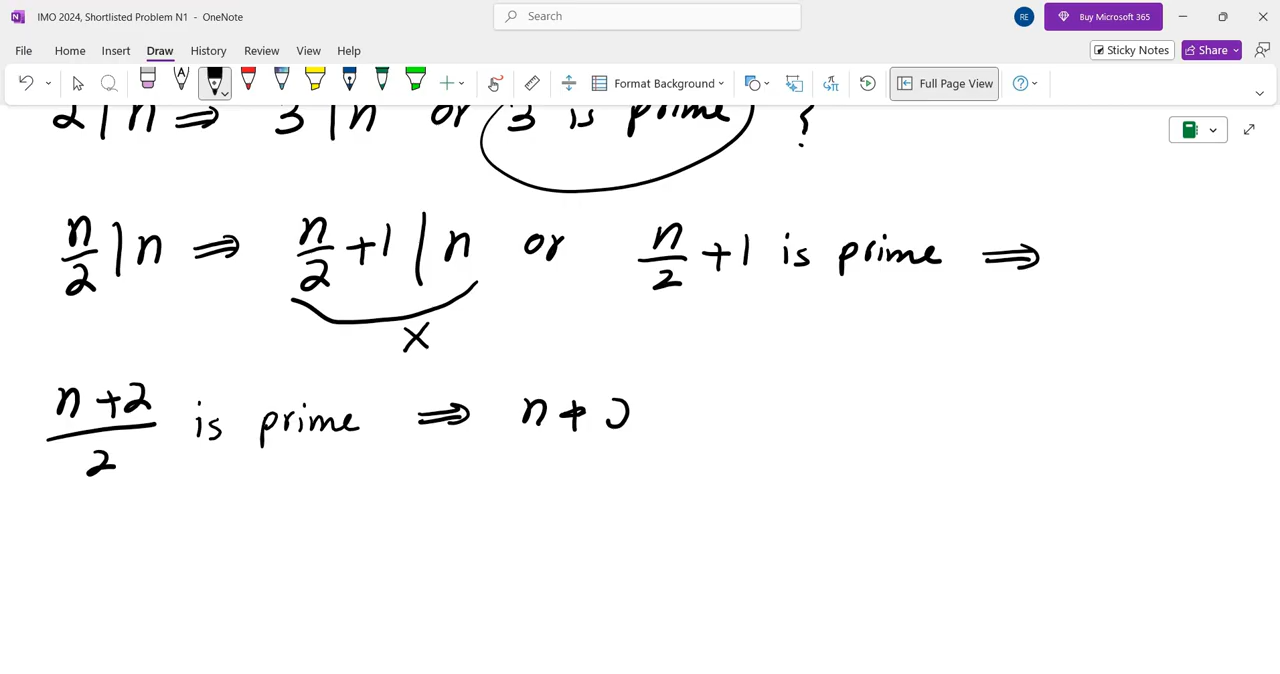 IMO 2024, Shortlisted Problem N1 - OneNote
Search
RE
Buy Microsoft 365
File Home Insert Draw History Review View Help
Sticky Notes
Share
Format Background
Full Page View
2 | n ⇒ 3 | n or 3 is prime ?
n/2 | n ⇒ n/2 + 1 | n or n/2 + 1 is prime ⇒
X
(n + 2)/2 is prime ⇒ n +